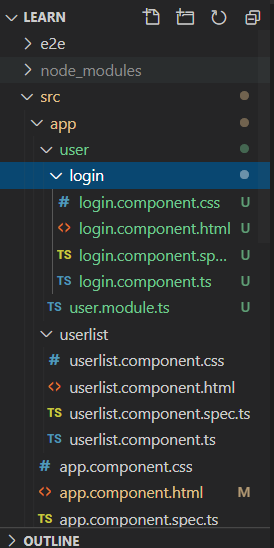 LEARN
e2e
node_modules
src
app
user
login
# login.component.css U
<> login.component.html U
TS login.component.sp... U
TS login.component.ts U
TS user.module.ts U
userlist
# userlist.component.css
<> userlist.component.html
TS userlist.component.spec.ts
TS userlist.component.ts
# app.component.css
<> app.component.html M
TS app.component.spec.ts
OUTLINE